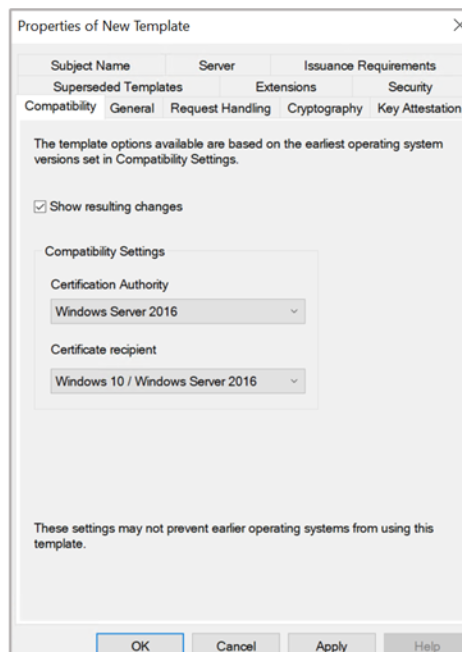 Properties of New Template
Subject Name Server Issuance Requirements
Superseded Templates Extensions Security
Compatibility General Request Handling Cryptography Key Attestation
The template options available are based on the earliest operating system
versions set in Compatibility Settings.
Show resulting changes
Compatibility Settings
Certification Authority
Windows Server 2016
Certificate recipient
Windows 10 / Windows Server 2016
These settings may not prevent earlier operating systems from using this
template.
OK Cancel Apply Help